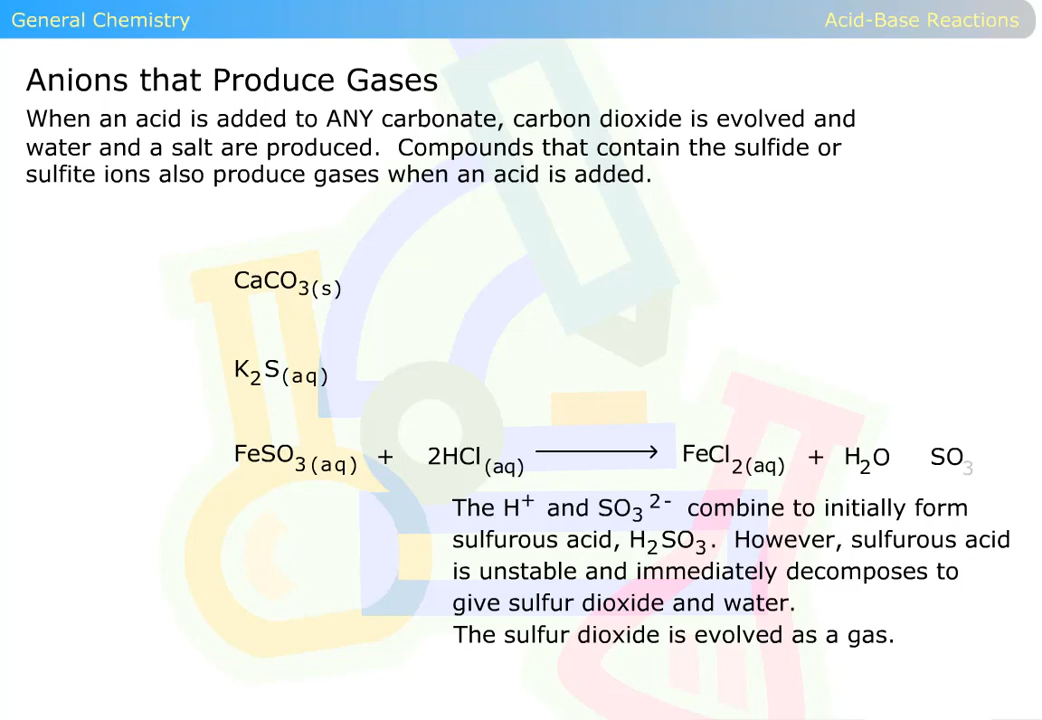 General Chemistry
Acid-Base Reactions
Anions that Produce Gases
When an acid is added to ANY carbonate, carbon dioxide is evolved and
water and a salt are produced.  Compounds that contain the sulfide or
sulfite ions also produce gases when an acid is added.
CaCO₃(s)
K₂S(aq)
FeSO₃(aq) + 2HCl(aq) ⟶ FeCl₂(aq) + H₂O SO₃
The H⁺ and SO₃²⁻ combine to initially form
sulfurous acid, H₂SO₃.  However, sulfurous acid
is unstable and immediately decomposes to
give sulfur dioxide and water.
The sulfur dioxide is evolved as a gas.